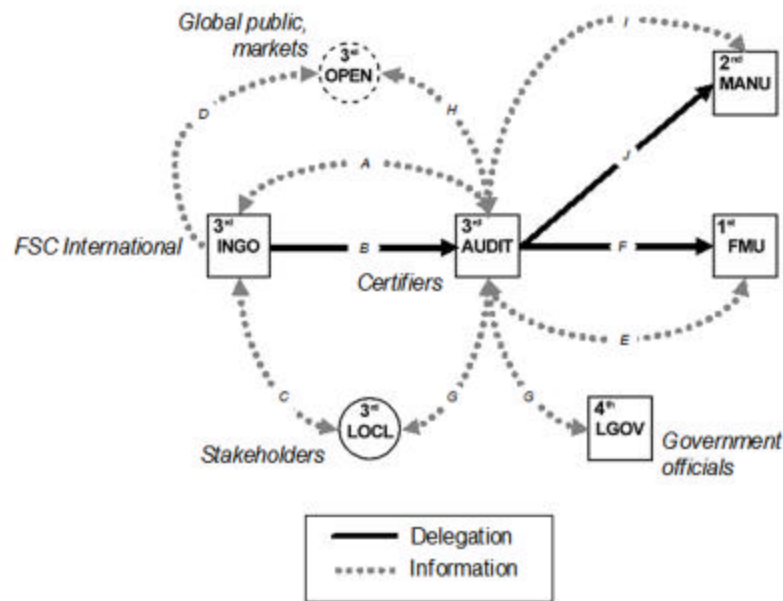 Global public,
markets
3rd
OPEN
I
2nd
MANU
D
H
A
J
FSC International
3rd
INGO
B
3rd
AUDIT
F
1st
FMU
Certifiers
E
C
G
G
3rd
LOCL
4th
LGOV
Stakeholders
Government
officials
Delegation
Information